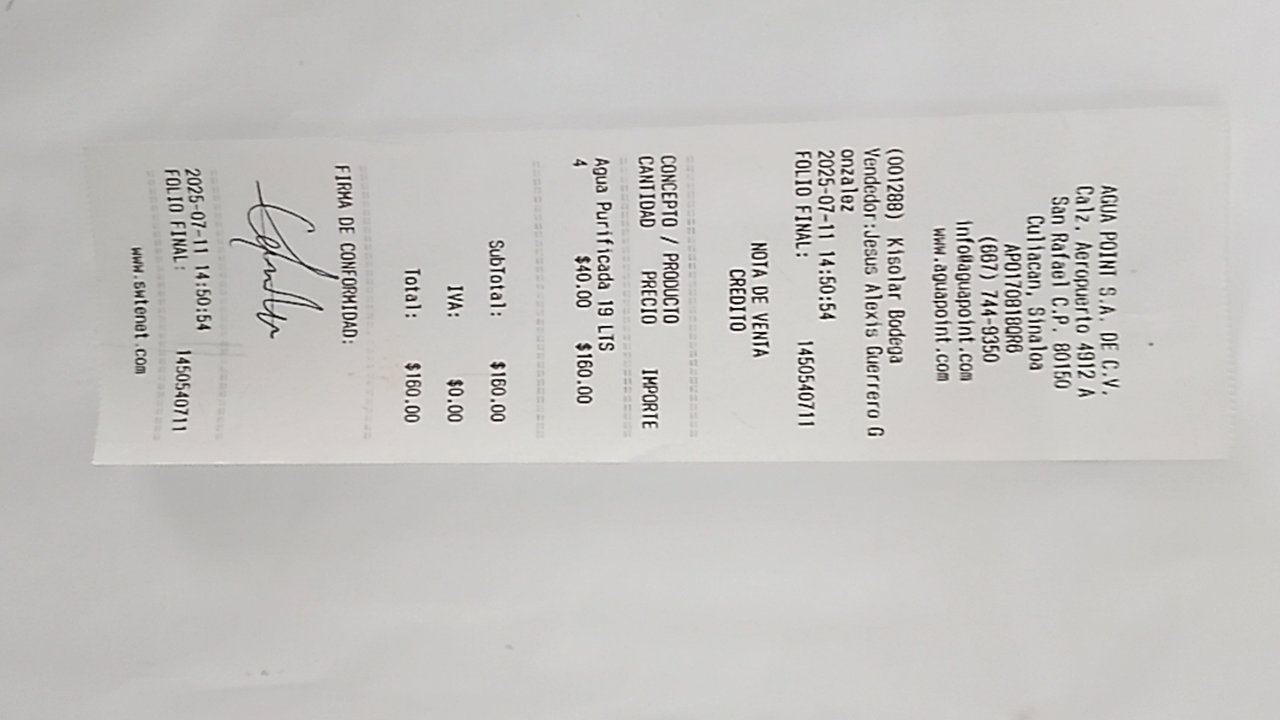 AGUA POINT S.A. DE C.V.
Calz. Aeropuerto 4912 A
San Rafael C.P. 80150
Culiacan, Sinaloa
APO170818QR6
(667) 744-9350
info@aguapoint.com
www.aguapoint.com
(001288) Kisolar Bodega
Vendedor:Jesus Alexis Guerrero G
onzalez
2025-07-11 14:50:54
FOLIO FINAL: 1450540711
NOTA DE VENTA
CREDITO
CONCEPTO / PRODUCTO
CANTIDAD PRECIO IMPORTE
Agua Purificada 19 LTS
4 $40.00 $160.00
SubTotal: $160.00
IVA: $0.00
Total: $160.00
FIRMA DE CONFORMIDAD:
2025-07-11 14:50:54
FOLIO FINAL: 1450540711
www.swtenet.com